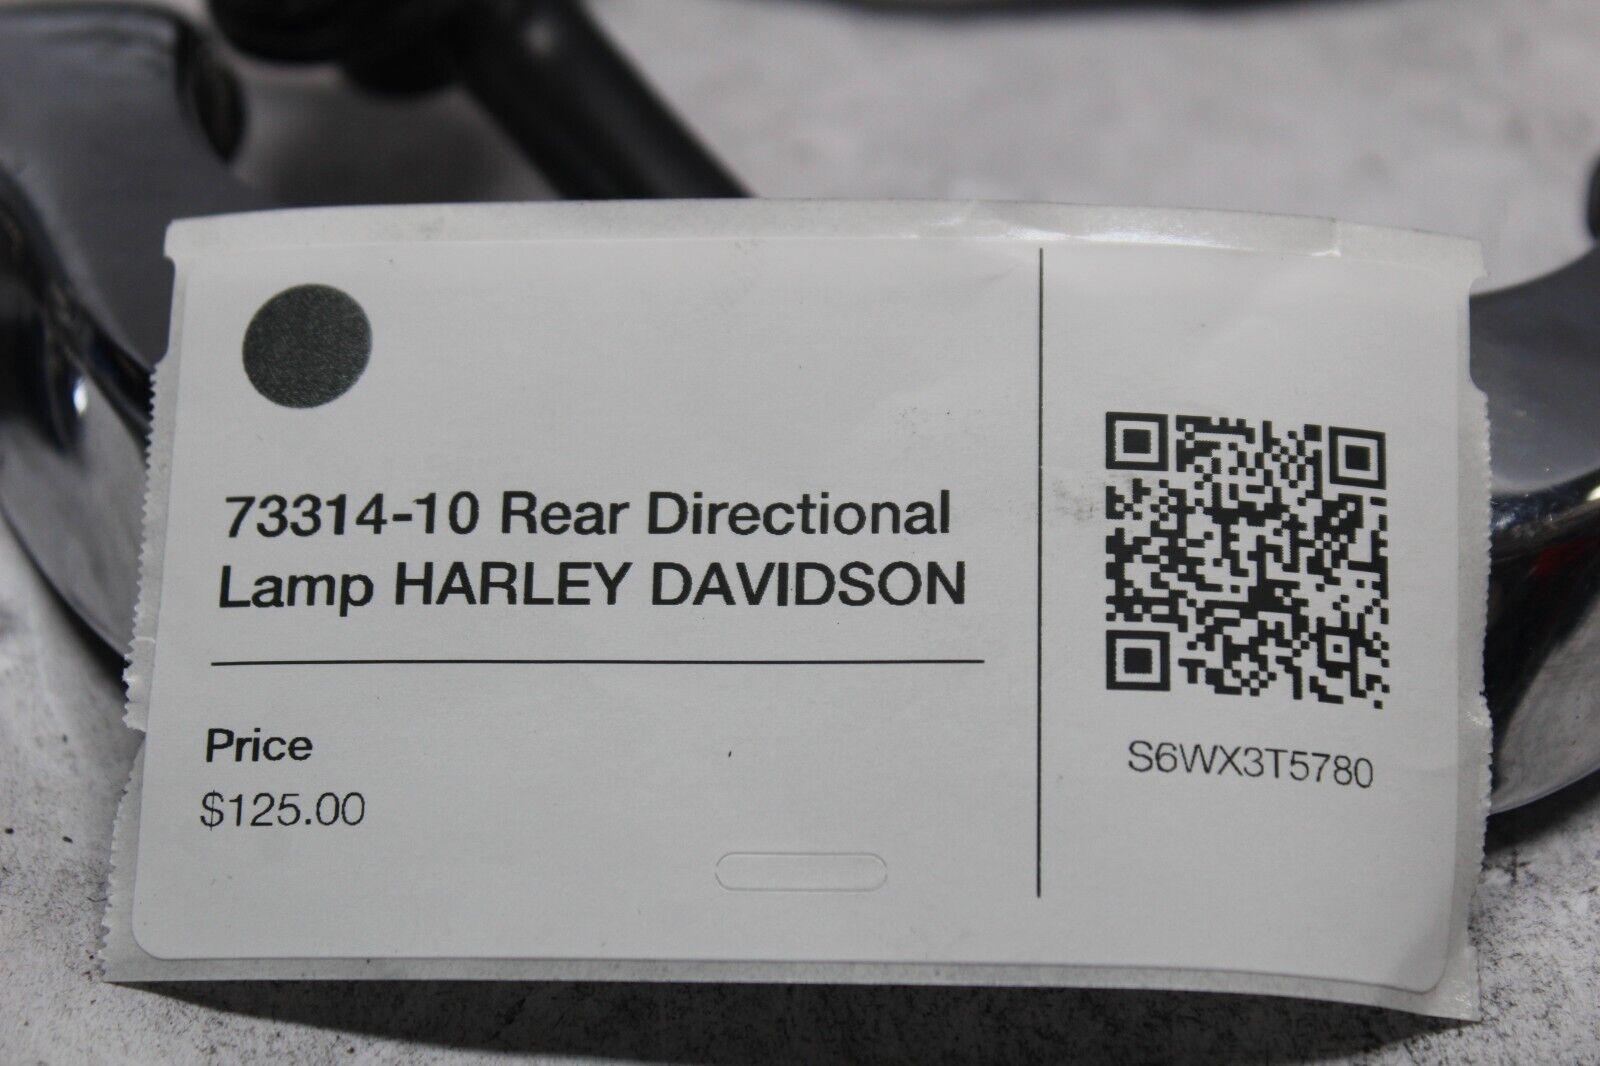 73314-10 Rear Directional
Lamp HARLEY DAVIDSON
Price
$125.00
S6WX3T5780